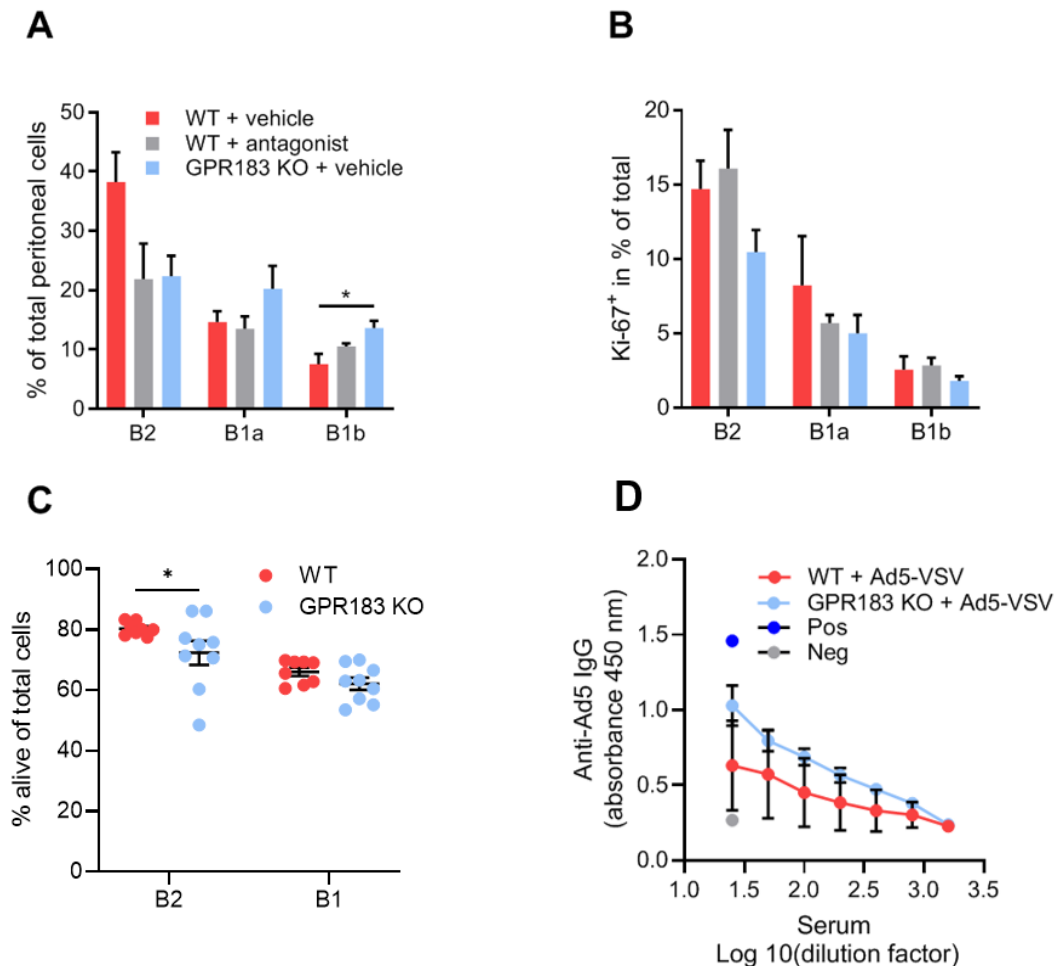 A
% of total peritoneal cells
50
40
30
20
10
0
WT + vehicle
WT + antagonist
GPR183 KO + vehicle
*
B2
B1a
B1b
B
Ki-67+ in % of total
20
15
10
5
0
B2
B1a
B1b
C
% alive of total cells
100
80
60
40
20
0
*
WT
GPR183 KO
B2
B1
D
Anti-Ad5 IgG
(absorbance 450 nm)
2.0
1.5
1.0
0.5
0.0
WT + Ad5-VSV
GPR183 KO + Ad5-VSV
Pos
Neg
1.0
1.5
2.0
2.5
3.0
3.5
Serum
Log 10(dilution factor)